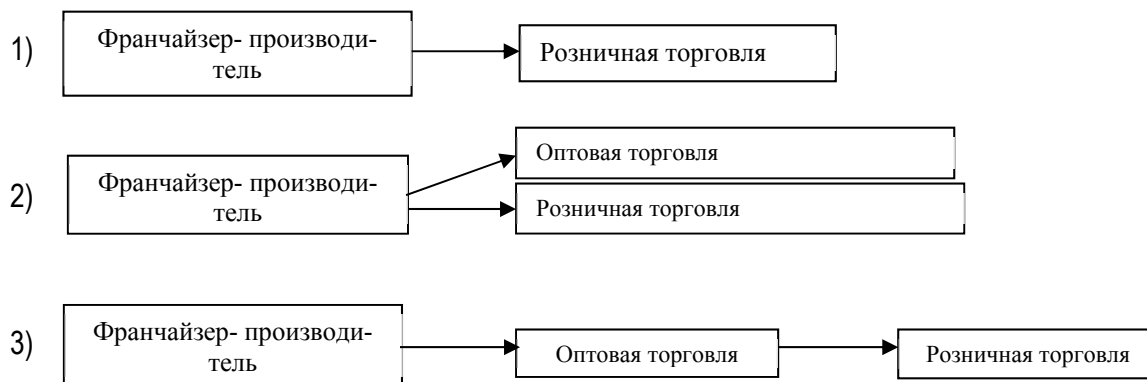 1)
Франчайзер- производи-
тель
Розничная торговля
2)
Франчайзер- производи-
тель
Оптовая торговля
Розничная торговля
3)
Франчайзер- производи-
тель
Оптовая торговля
Розничная торговля